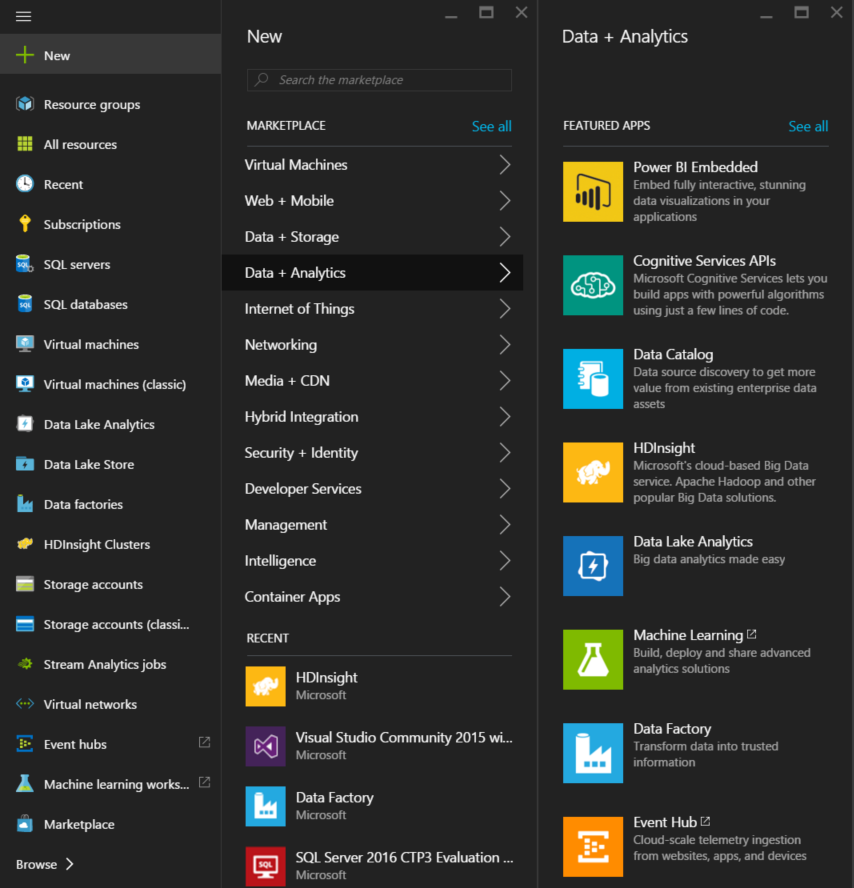 New
Resource groups
All resources
Recent
Subscriptions
SQL servers
SQL databases
Virtual machines
Virtual machines (classic)
Data Lake Analytics
Data Lake Store
Data factories
HDInsight Clusters
Storage accounts
Storage accounts (classi...
Stream Analytics jobs
Virtual networks
Event hubs
Machine learning works...
Marketplace
Browse
New
Search the marketplace
MARKETPLACE See all
Virtual Machines
Web + Mobile
Data + Storage
Data + Analytics
Internet of Things
Networking
Media + CDN
Hybrid Integration
Security + Identity
Developer Services
Management
Intelligence
Container Apps
RECENT
HDInsight
Microsoft
Visual Studio Community 2015 wi...
Microsoft
Data Factory
Microsoft
SQL Server 2016 CTP3 Evaluation ...
Microsoft
Data + Analytics
FEATURED APPS See all
Power BI Embedded
Embed fully interactive, stunning
data visualizations in your
applications
Cognitive Services APIs
Microsoft Cognitive Services lets you
build apps with powerful algorithms
using just a few lines of code.
Data Catalog
Data source discovery to get more
value from existing enterprise data
assets
HDInsight
Microsoft's cloud-based Big Data
service. Apache Hadoop and other
popular Big Data solutions.
Data Lake Analytics
Big data analytics made easy
Machine Learning
Build, deploy and share advanced
analytics solutions
Data Factory
Transform data into trusted
information
Event Hub
Cloud-scale telemetry ingestion
from websites, apps, and devices
SQL
SQL
SQL